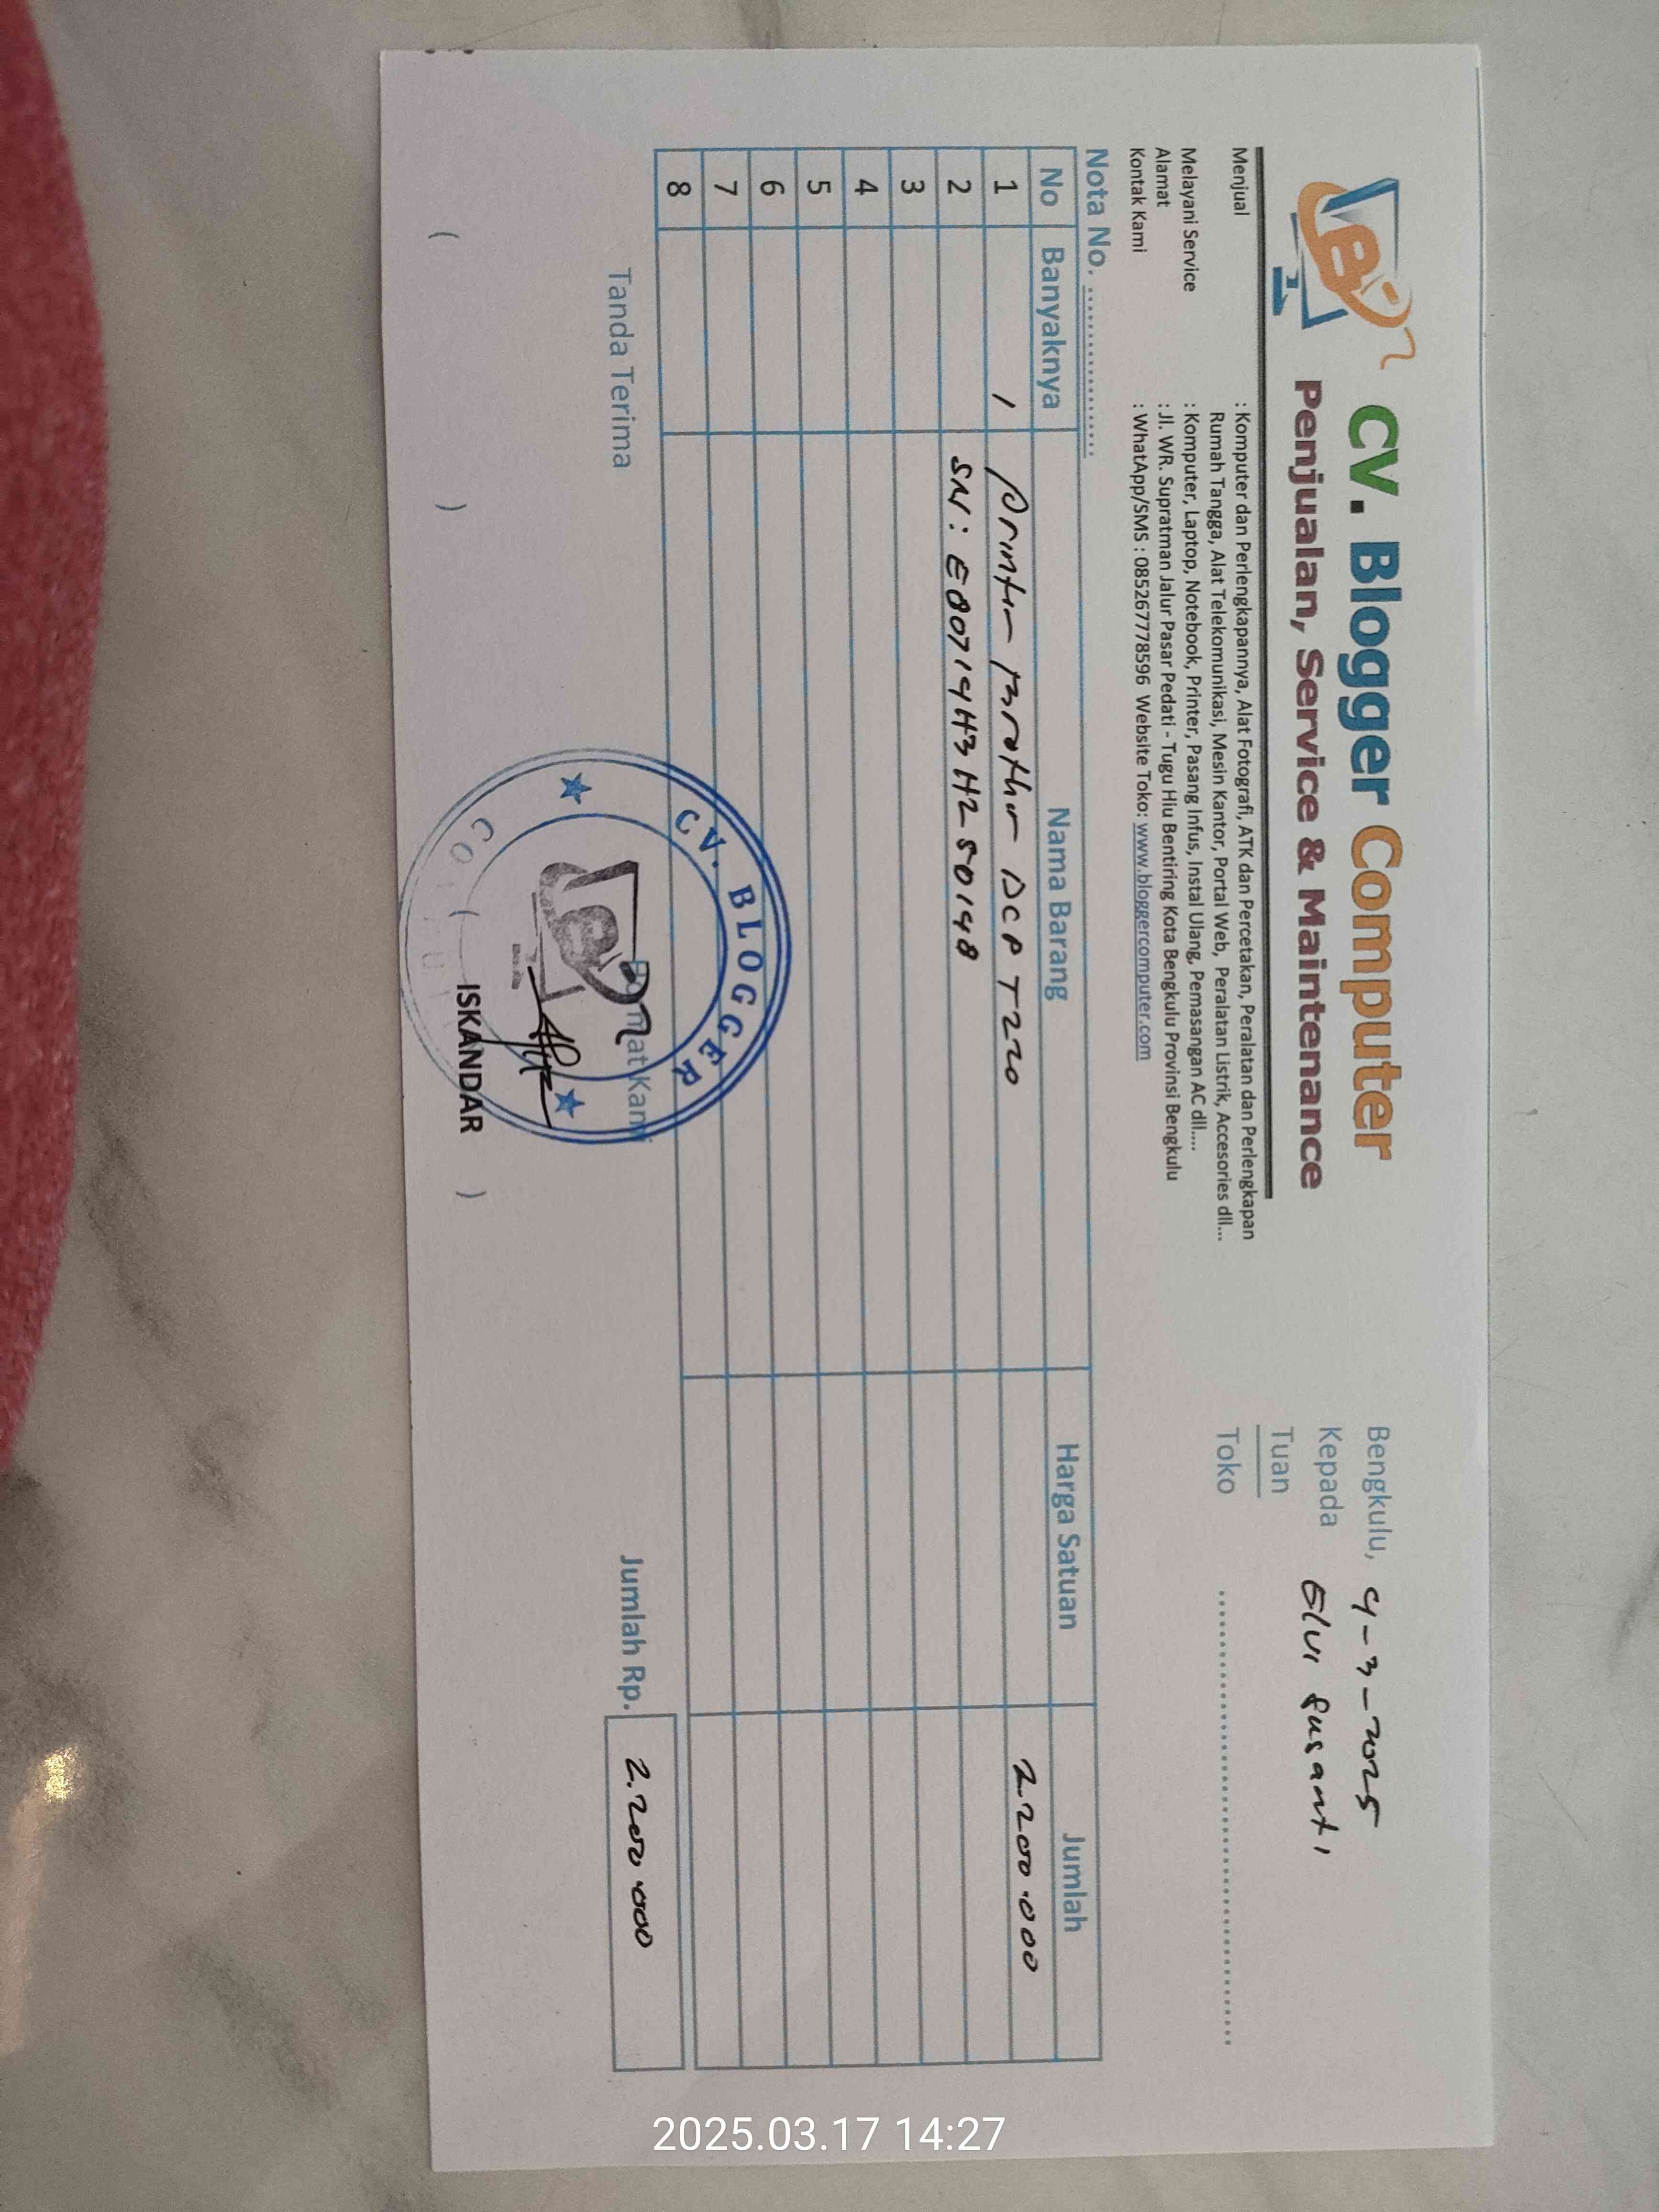 CV. Blogger Computer
Penjualan, Service & Maintenance
Menjual : Komputer dan Perlengkapannya, Alat Fotografi, ATK dan Percetakan, Peralatan dan Perlengkapan
Rumah Tangga, Alat Telekomunikasi, Mesin Kantor, Portal Web, Peralatan Listrik, Accesories dll...
Melayani Service : Komputer, Laptop, Notebook, Printer, Pasang Infus, Instal Ulang, Pemasangan AC dll....
Alamat : Jl. WR. Supratman Jalur Pasar Pedati - Tugu Hiu Bentiring Kota Bengkulu Provinsi Bengkulu
Kontak Kami : WhatApp/SMS : 085267778596 Website Toko: www.bloggercomputer.com
Bengkulu, 4-3-2025
Kepada Elvi Susanti
Tuan
Toko ........................................
Nota No. ....................
No Banyaknya Nama Barang Harga Satuan Jumlah
1 1 Printer Brother DCP T220 2.200.000
2 SN: E80719H3H250148
3
4
5
6
7
8
Jumlah Rp. 2.200.000
Tanda Terima
Hormat Kami
CV. BLOGGER
( )
( ISKANDAR )
2025.03.17 14:27